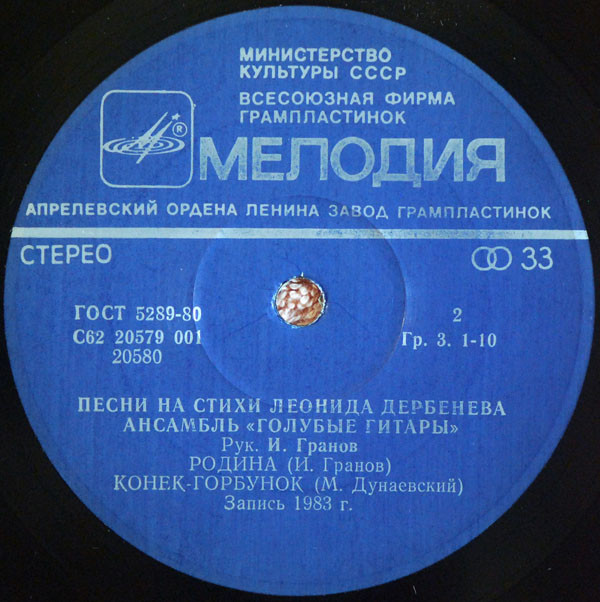 МИНИСТЕРСТВО
КУЛЬТУРЫ СССР
ВСЕСОЮЗНАЯ ФИРМА
ГРАМПЛАСТИНОК
®
МЕЛОДИЯ
АПРЕЛЕВСКИЙ ОРДЕНА ЛЕНИНА ЗАВОД ГРАМПЛАСТИНОК
СТЕРЕО
33
ГОСТ 5289-80
2
С62 20579 001
Гр. 3. 1-10
20580
ПЕСНИ НА СТИХИ ЛЕОНИДА ДЕРБЕНЕВА
АНСАМБЛЬ «ГОЛУБЫЕ ГИТАРЫ»
Рук. И. Гранов
РОДИНА (И. Гранов)
КОНЕК-ГОРБУНОК (М. Дунаевский)
Запись 1983 г.